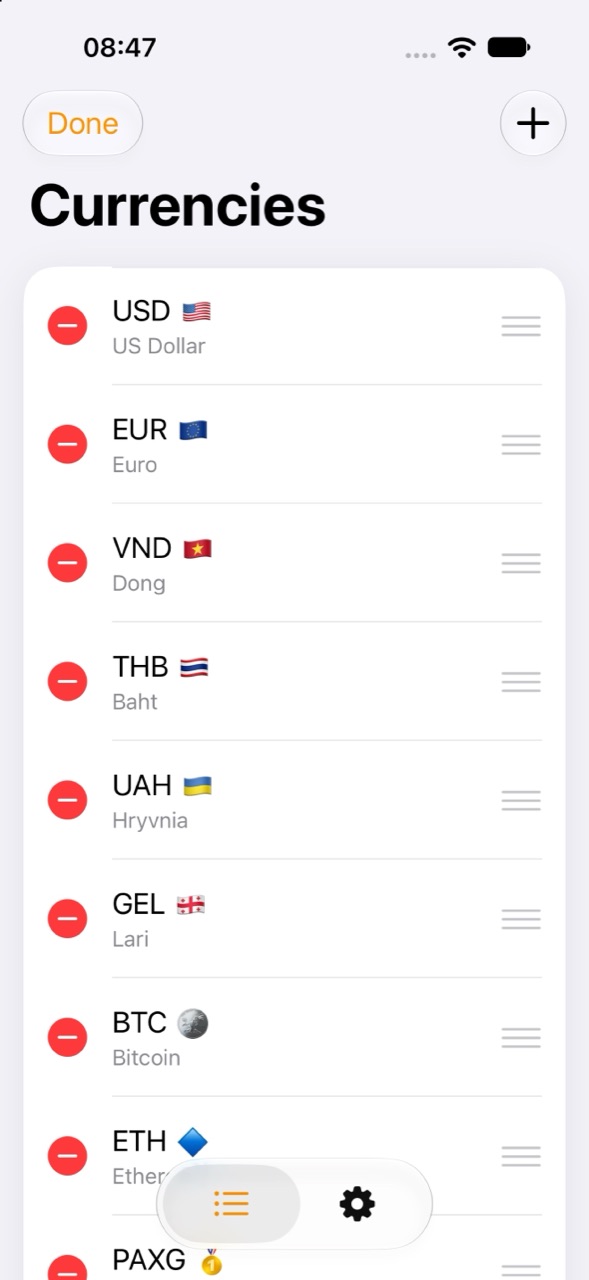 08:47
Done
Currencies
USD 🇺🇸
US Dollar
EUR 🇪🇺
Euro
VND 🇻🇳
Dong
THB 🇹🇭
Baht
UAH 🇺🇦
Hryvnia
GEL 🇬🇪
Lari
BTC
Bitcoin
ETH 🔷
PAXG 🥇